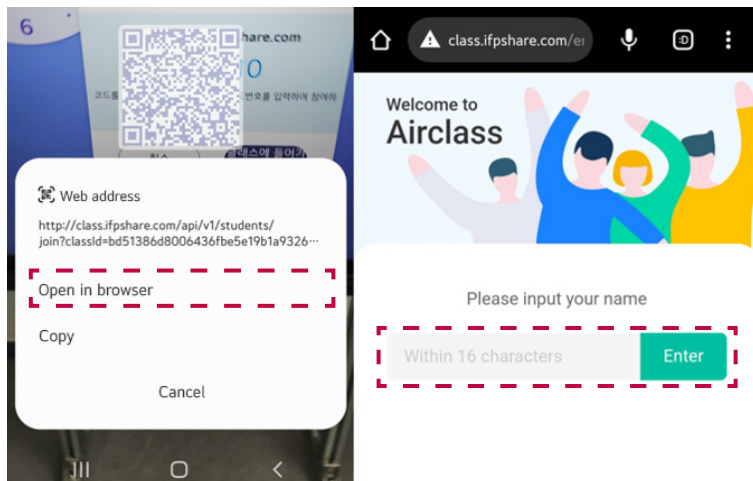 6
hare.com
0
코드를
번호를 입력하여 참여하
취소
클래스에 들어가
Web address
http://class.ifpshare.com/api/v1/students/
join?classId=bd51386d8006436fbe5e19b1a9326···
Open in browser
Copy
Cancel
class.ifpshare.com/e
:D
Welcome to
Airclass
Please input your name
Within 16 characters
Enter